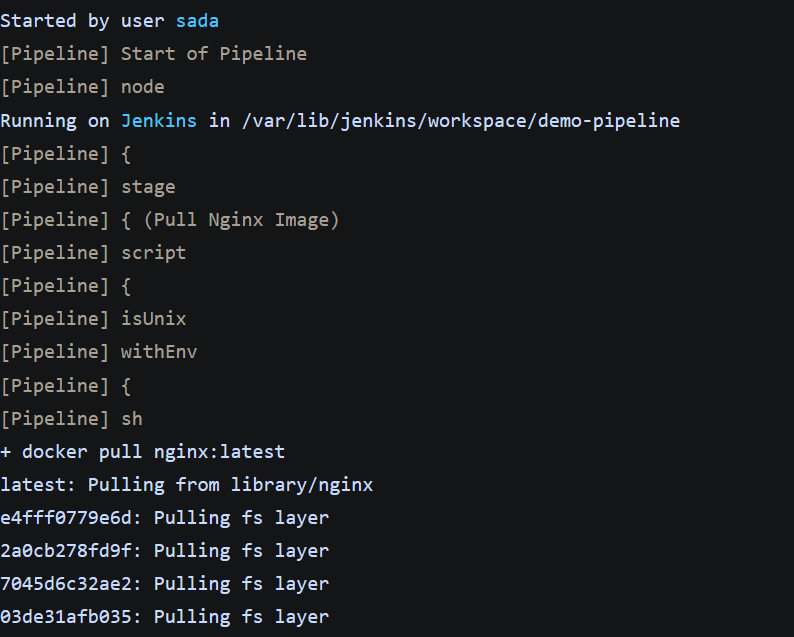 Started by user sada
[Pipeline] Start of Pipeline
[Pipeline] node
Running on Jenkins in /var/lib/jenkins/workspace/demo-pipeline
[Pipeline] {
[Pipeline] stage
[Pipeline] { (Pull Nginx Image)
[Pipeline] script
[Pipeline] {
[Pipeline] isUnix
[Pipeline] withEnv
[Pipeline] {
[Pipeline] sh
+ docker pull nginx:latest
latest: Pulling from library/nginx
e4fff0779e6d: Pulling fs layer
2a0cb278fd9f: Pulling fs layer
7045d6c32ae2: Pulling fs layer
03de31afb035: Pulling fs layer